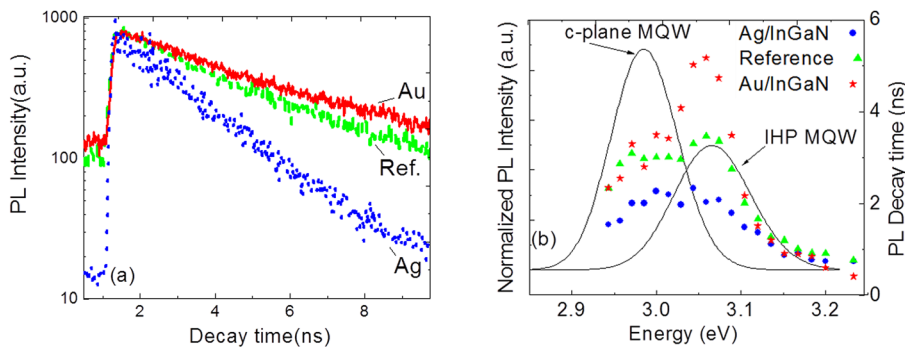 PL Intensity(a.u.)
1000
100
10
2
4
6
8
Decay time(ns)
(a)
Au
Ref.
Ag
Normalized PL Intensity (a.u.)
c-plane MQW
IHP MQW
(b)
Ag/InGaN
Reference
Au/InGaN
6
4
2
0
PL Decay time (ns)
2.9
3.0
3.1
3.2
Energy (eV)